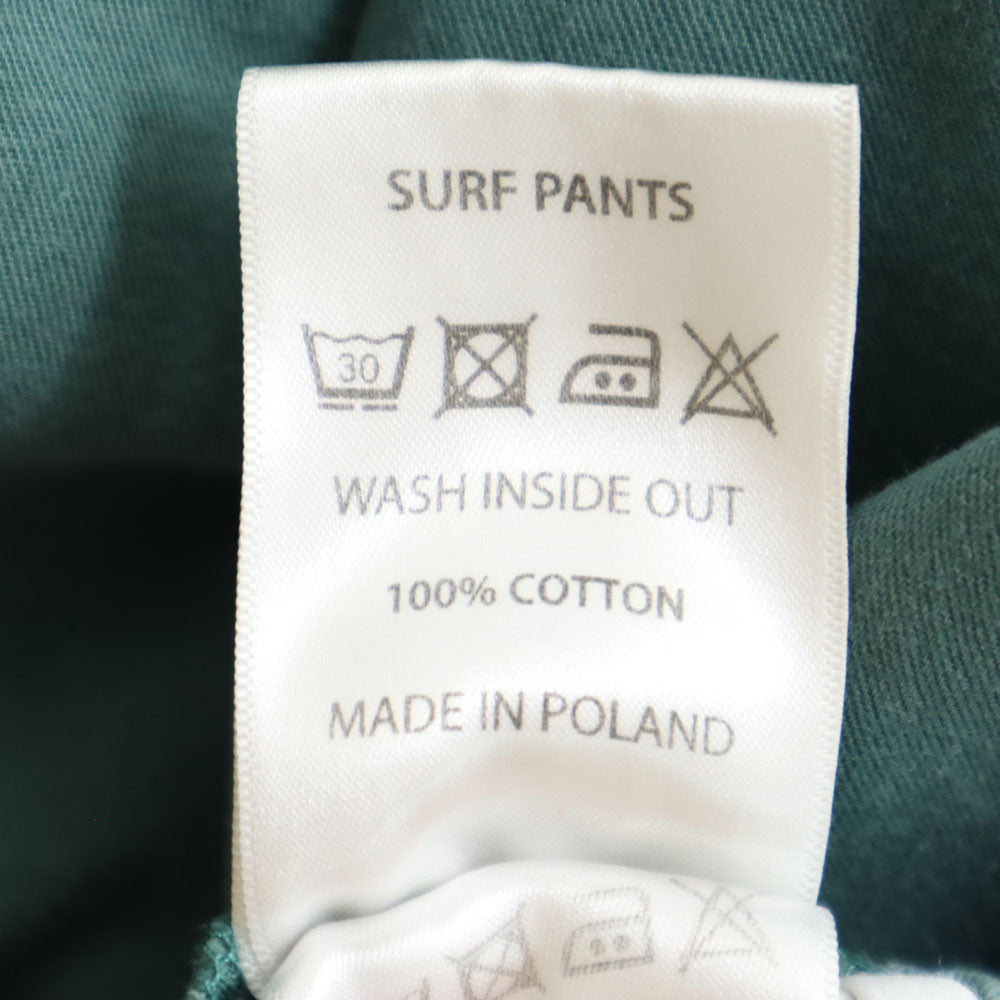 SURF PANTS
30
WASH INSIDE OUT
100% COTTON
MADE IN POLAND